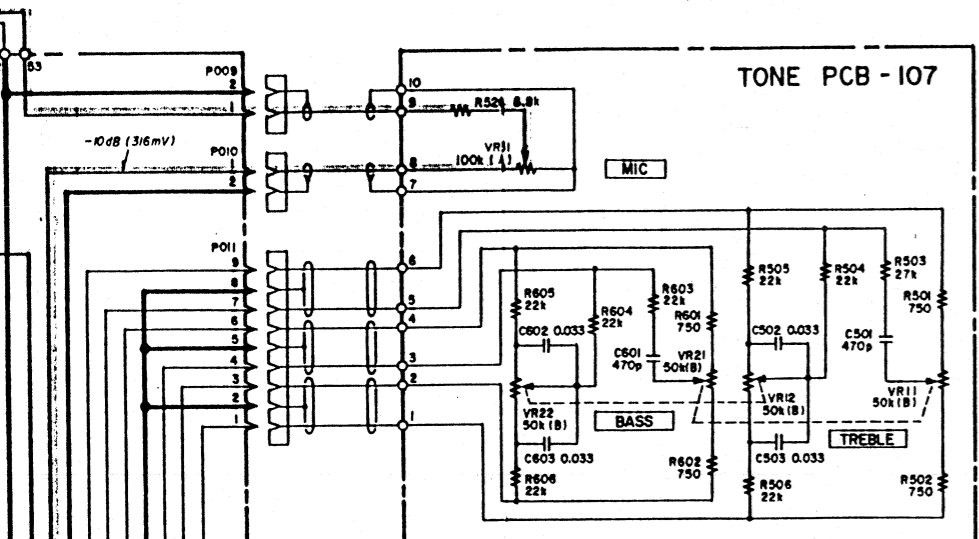 53
TONE PCB - 107
P009
2
1
10
9
R526 8.8k
-10dB (316mV)
VR31
100k (A)
P010
1
2
8
7
MIC
P011
9
8
7
6
5
4
3
2
1
6
5
4
3
2
1
R605
22k
R604
22k
R603
22k
R601
750
R505
22k
R504
22k
R503
27k
R501
750
C602 0.033
C601
470p
VR21
50k(B)
C502 0.033
C501
470p
VR22
50k(B)
VR12
50k(B)
VR11
50k(B)
BASS
TREBLE
C603 0.033
C503 0.033
R606
22k
R602
750
R506
22k
R502
750